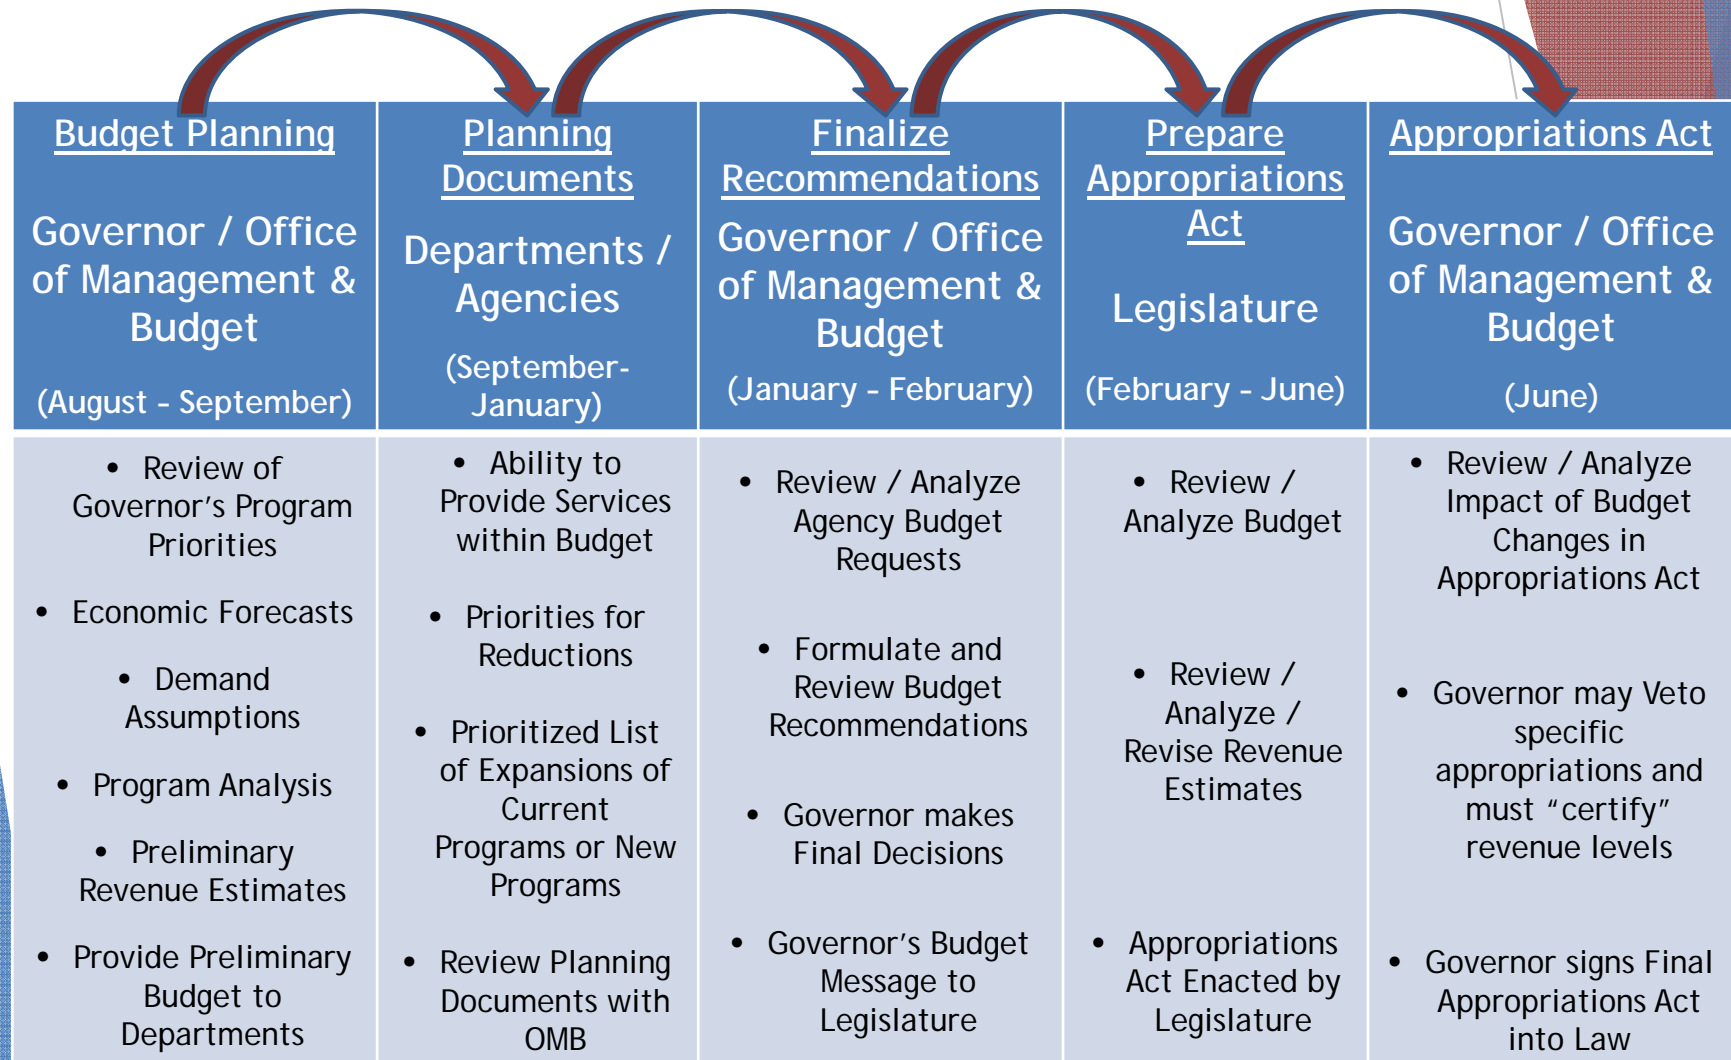 Budget Planning
Governor / Office
of Management &
Budget
(August - September)
Planning
Documents
Departments /
Agencies
(September-
January)
Finalize
Recommendations
Governor / Office
of Management &
Budget
(January - February)
Prepare
Appropriations
Act
Legislature
(February - June)
Appropriations Act
Governor / Office
of Management &
Budget
(June)
• Review of
Governor's Program
Priorities
• Economic Forecasts
• Demand
Assumptions
• Program Analysis
• Preliminary
Revenue Estimates
• Provide Preliminary
Budget to
Departments
• Ability to
Provide Services
within Budget
• Priorities for
Reductions
• Prioritized List
of Expansions of
Current
Programs or New
Programs
• Review Planning
Documents with
OMB
• Review / Analyze
Agency Budget
Requests
• Formulate and
Review Budget
Recommendations
• Governor makes
Final Decisions
• Governor's Budget
Message to
Legislature
• Review /
Analyze Budget
• Review /
Analyze /
Revise Revenue
Estimates
• Appropriations
Act Enacted by
Legislature
• Review / Analyze
Impact of Budget
Changes in
Appropriations Act
• Governor may Veto
specific
appropriations and
must “certify”
revenue levels
• Governor signs Final
Appropriations Act
into Law